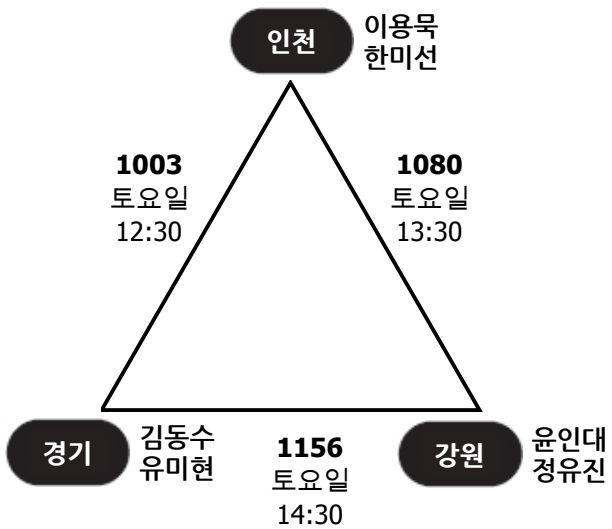 인천
이용묵
한미선
1003
토요일
12:30
1080
토요일
13:30
경기
김동수
유미현
1156
토요일
14:30
강원
윤인대
정유진